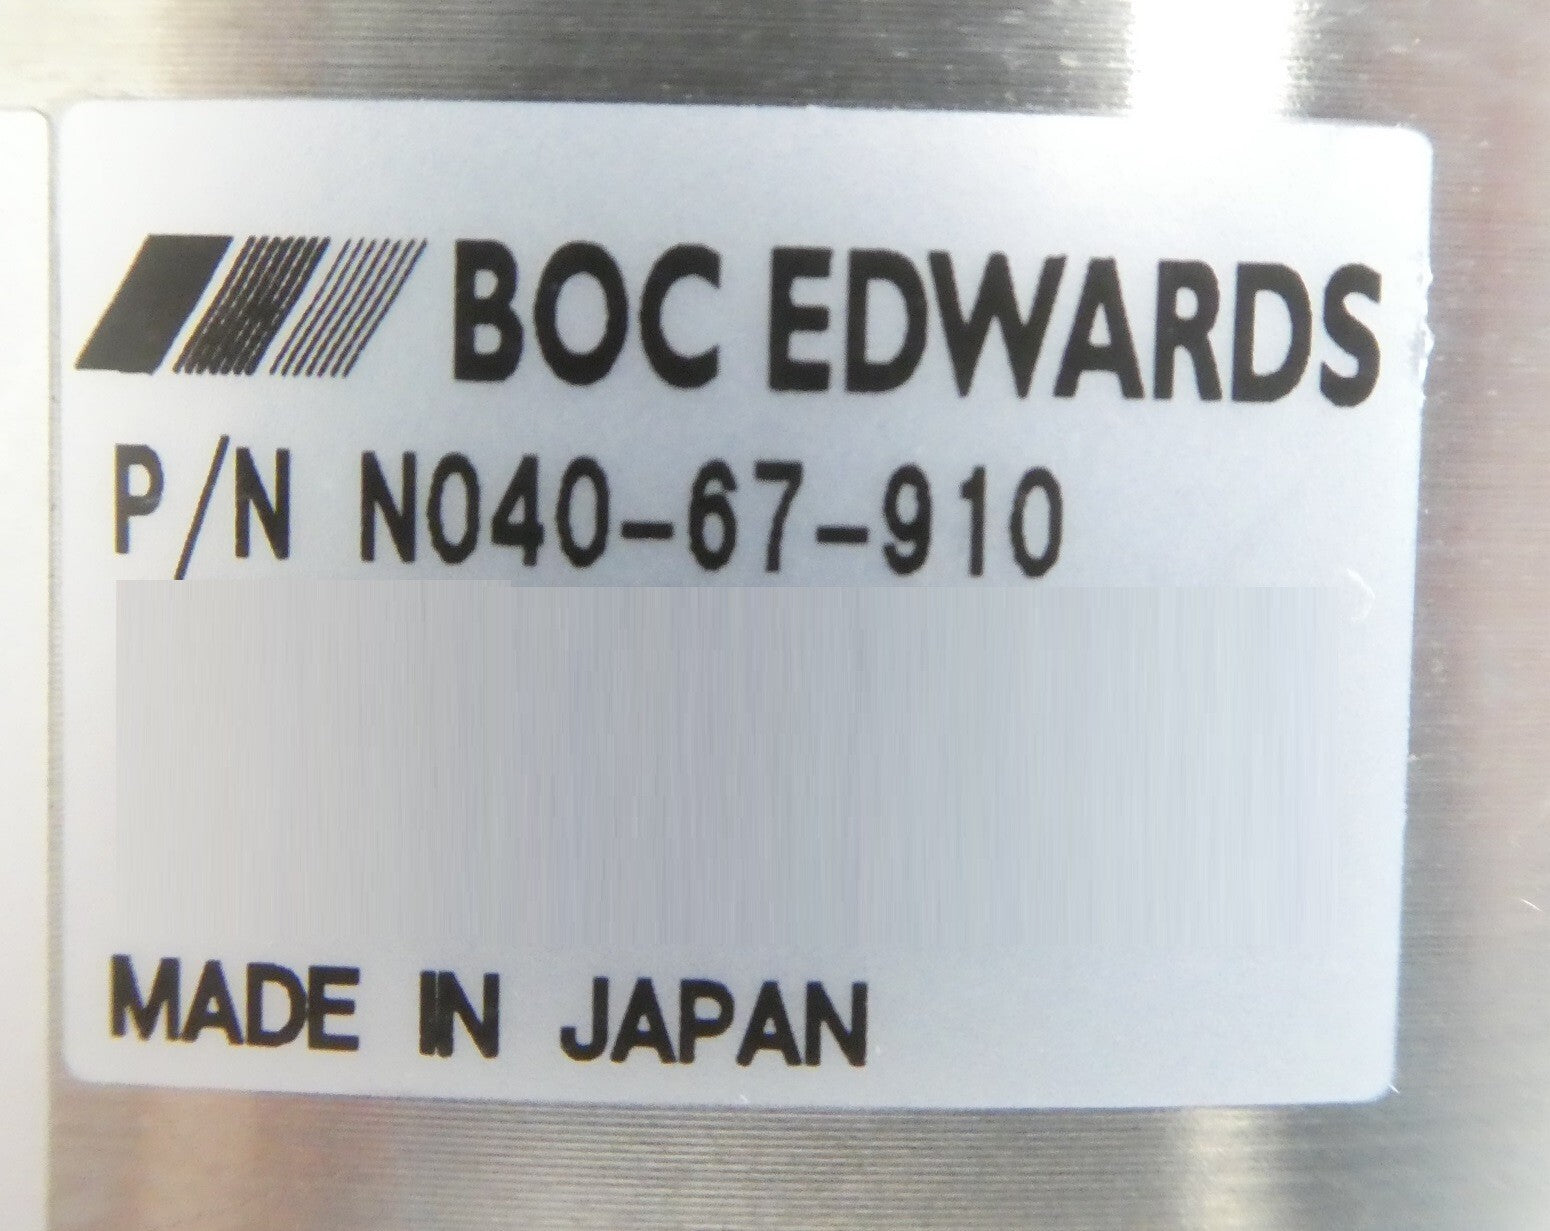 BOC EDWARDS
P/N N040-67-910
MADE IN JAPAN